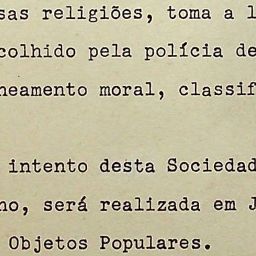 sas religiões, toma a l
colhido pela polícia de
neamento moral, classif
intento desta Sociedad
no, será realizada em J
Objetos Populares.